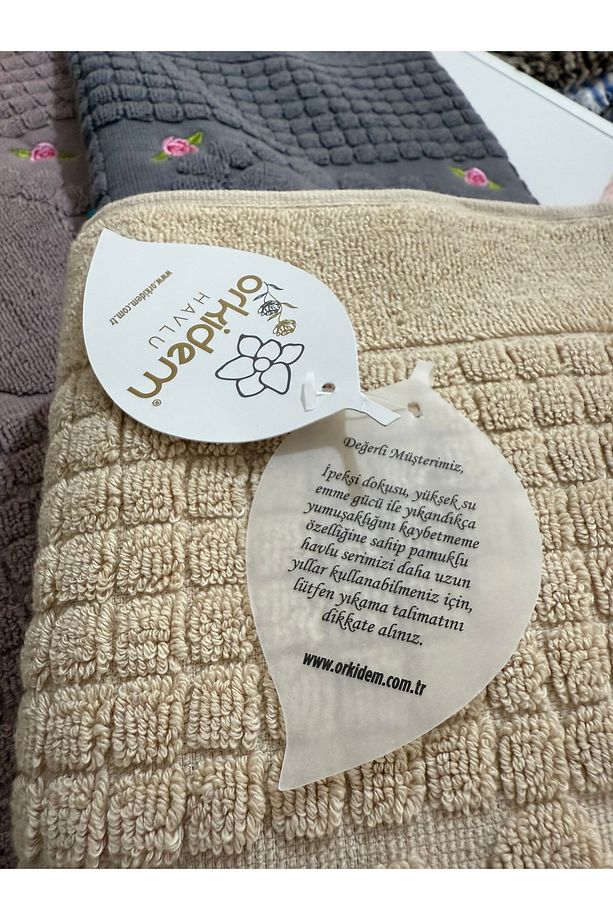 orkidem
HAVLU
®
www.orkidem.com.tr
Değerli Müşterimiz,
İpeksi dokusu, yüksek su
emme gücü ile yıkandıkça
yumuşaklığını kaybetmeme
özelliğine sahip pamuklu
havlu serimizi daha uzun
yıllar kullanabilmeniz için,
lütfen yıkama talimatını
dikkate alınız.
www.orkidem.com.tr